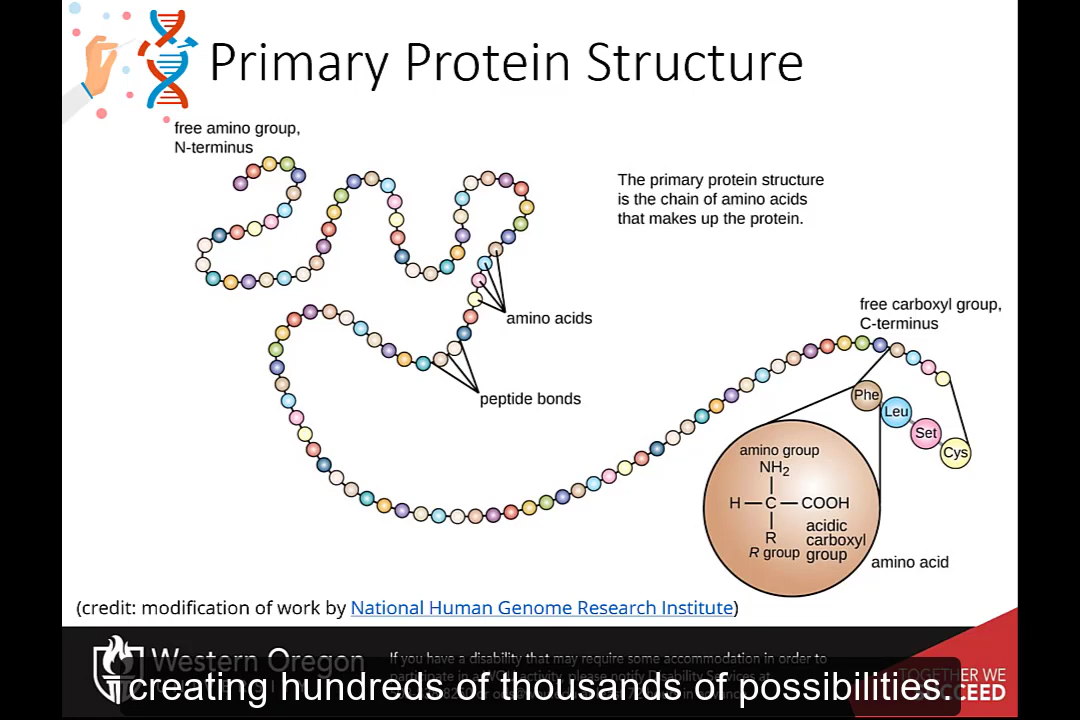 Primary Protein Structure
free amino group,
N-terminus
The primary protein structure
is the chain of amino acids
that makes up the protein.
amino acids
free carboxyl group,
C-terminus
peptide bonds
Phe
Leu
Set
Cys
amino group
NH2
H—C—COOH
acidic
carboxyl
group
R
R group
amino acid
(credit: modification of work by National Human Genome Research Institute)
Western Oregon
If you have a disability that may require some accommodation in order to
TOGETHER WE
SUCCEED
creating hundreds of thousands of possibilities.